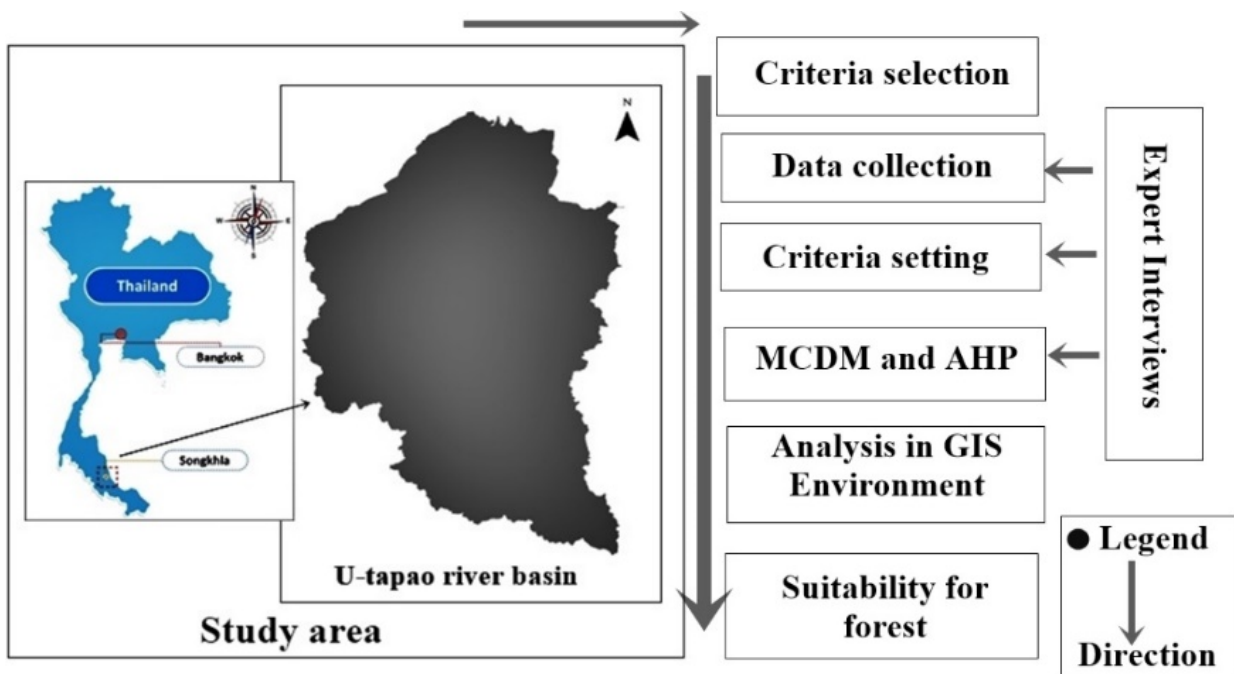 N
Thailand
Bangkok
Songkhla
N
W
E
S
U-tapao river basin
Study area
Criteria selection
Data collection
Criteria setting
MCDM and AHP
Analysis in GIS
Environment
Suitability for
forest
Expert Interviews
Legend
Direction